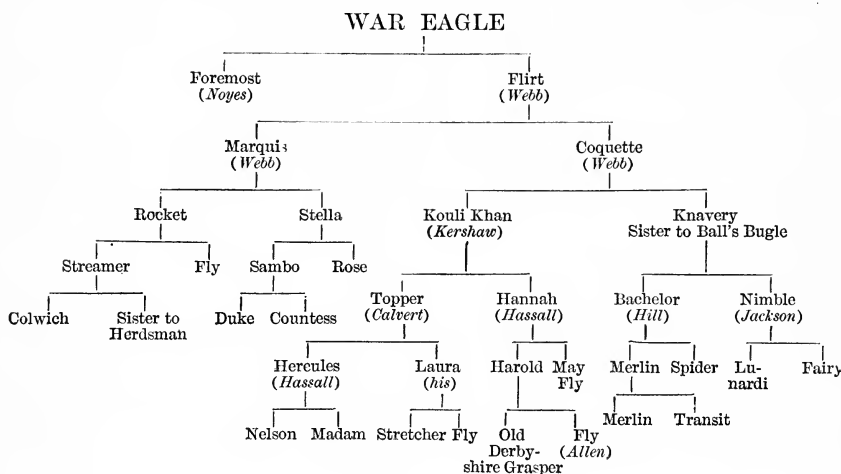 WAR EAGLE
Foremost Flirt
(Noyes) (Webb)
Marquis Coquette
(Webb) (Webb)
Rocket Stella Kouli Khan Knavery
(Kershaw) Sister to Ball's Bugle
Streamer Fly Sambo Rose
Topper Hannah Bachelor Nimble
Colwich Sister to Duke Countess (Calvert) (Hassall) (Hill) (Jackson)
Herdsman
Hercules Laura Harold May Merlin Spider Lu- Fairy
(Hassall) (his) Fly nardi
Merlin Transit
Nelson Madam Stretcher Fly Old Fly
Derby- (Allen)
shire Grasper